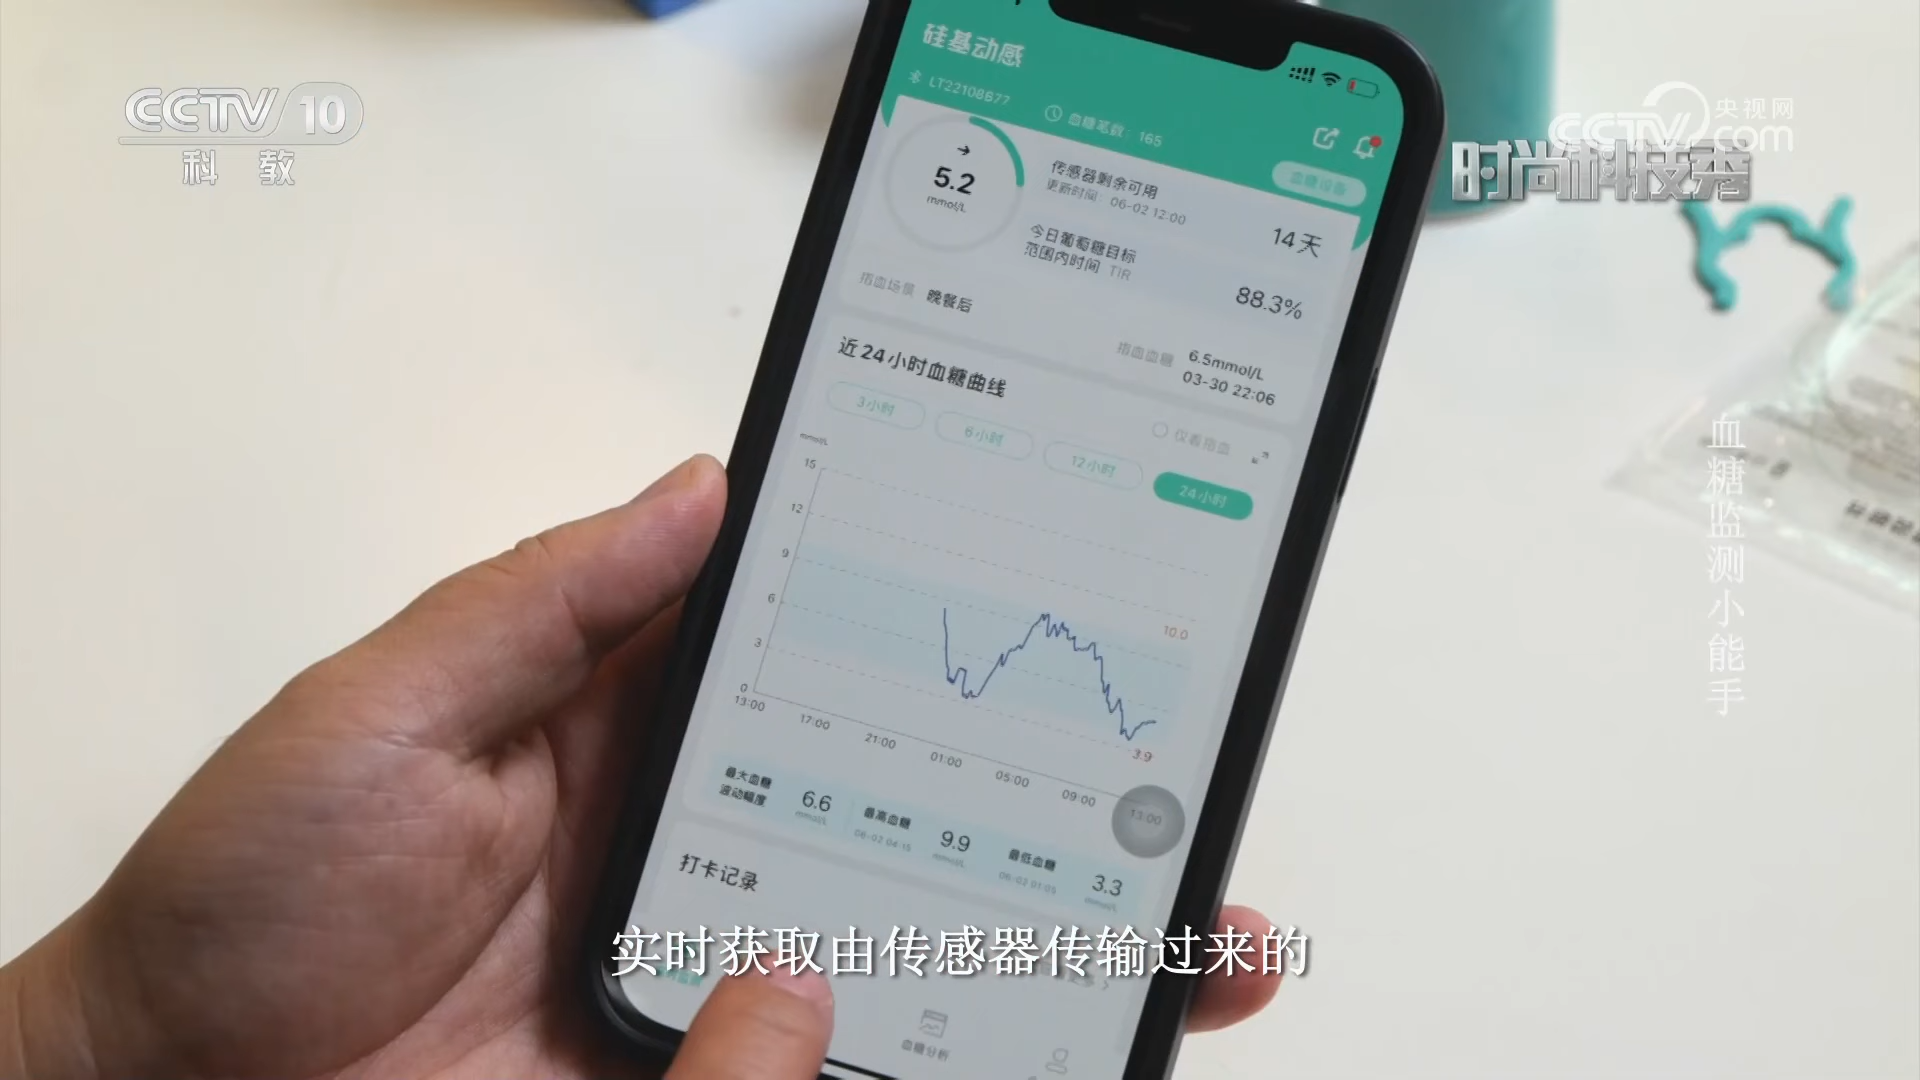 CCTV 10
科教
央视网
CCTV.com
时尚科技秀
血糖监测小能手
硅基动感
LT22108677
血糖笔数：165
血糖设备
→
5.2
mmol/L
传感器剩余可用
更新时间：06-02 12:00
14天
今日葡萄糖目标
范围内时间 TIR
88.3%
指血场景 晚餐后
指血血糖 6.5mmol/L
03-30 22:06
近24小时血糖曲线
仅看指血
3小时 6小时 12小时 24小时
mmol/L
15
12
9
6
3
0
10.0
3.9
13:00 17:00 21:00 01:00 05:00 09:00 13:00
最大血糖
波动幅度
6.6
mmol/L
最高血糖
06-02 04:15
9.9
mmol/L
最低血糖
06-02 01:05
3.3
mmol/L
打卡记录
实时获取由传感器传输过来的
血糖分析